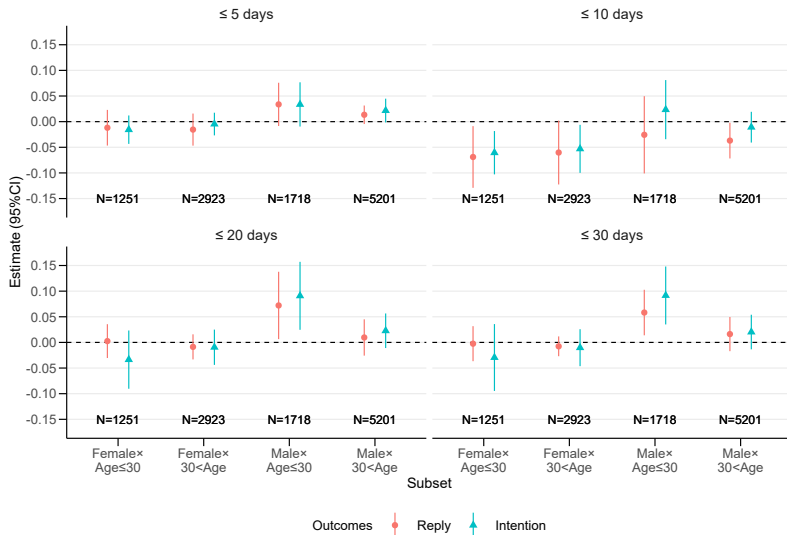 ≤ 5 days
≤ 10 days
0.15
0.10
0.05
0.00
-0.05
-0.10
-0.15
N=1251 N=2923 N=1718 N=5201
N=1251 N=2923 N=1718 N=5201
Estimate (95%CI)
≤ 20 days
≤ 30 days
0.15
0.10
0.05
0.00
-0.05
-0.10
-0.15
N=1251 N=2923 N=1718 N=5201
N=1251 N=2923 N=1718 N=5201
Female× Female× Male× Male×
Age≤30 30<Age Age≤30 30<Age
Female× Female× Male× Male×
Age≤30 30<Age Age≤30 30<Age
Subset
Outcomes Reply Intention